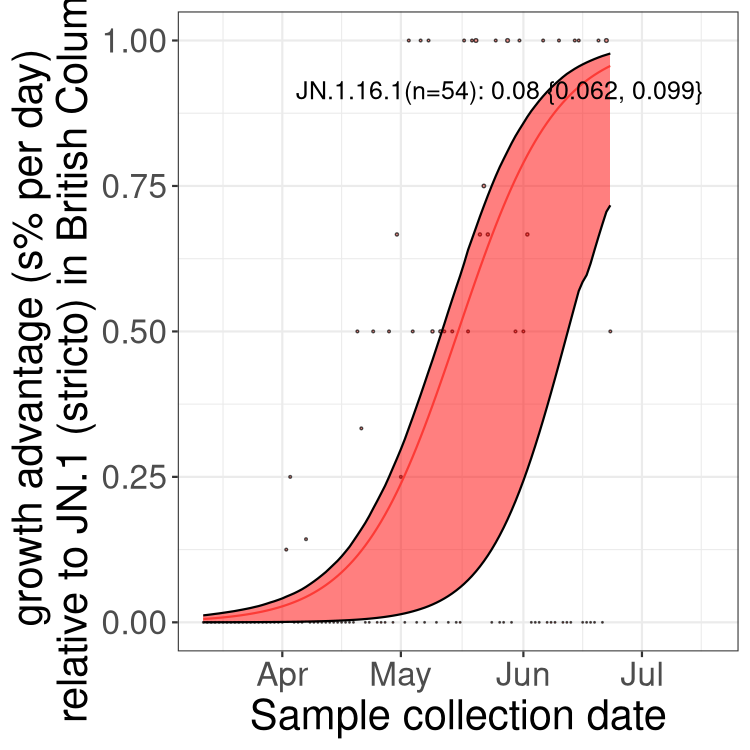 growth advantage (s% per day)
relative to JN.1 (stricto) in British Colum
1.00
0.75
0.50
0.25
0.00
JN.1.16.1(n=54): 0.08 {0.062, 0.099}
Apr May Jun Jul
Sample collection date